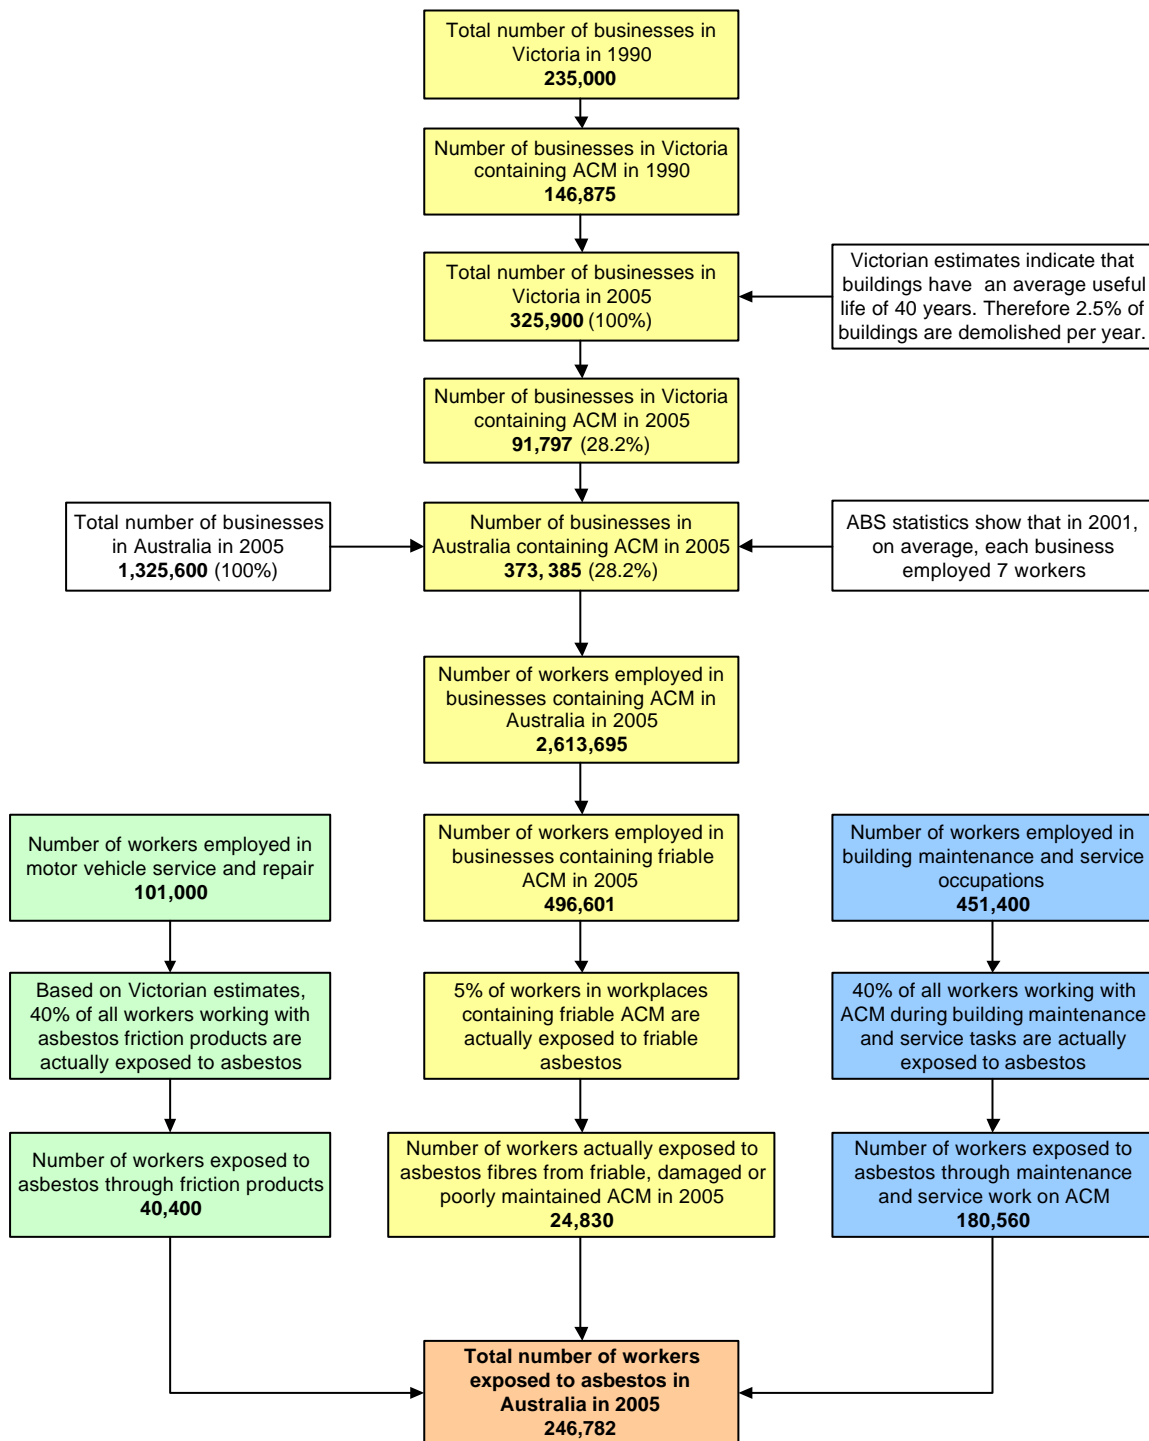 Total number of businesses in
Victoria in 1990
235,000
Number of businesses in Victoria
containing ACM in 1990
146,875
Total number of businesses in
Victoria in 2005
325,900 (100%)
Victorian estimates indicate that
buildings have an average useful
life of 40 years. Therefore 2.5% of
buildings are demolished per year.
Number of businesses in Victoria
containing ACM in 2005
91,797 (28.2%)
Total number of businesses
in Australia in 2005
1,325,600 (100%)
Number of businesses in
Australia containing ACM in 2005
373, 385 (28.2%)
ABS statistics show that in 2001,
on average, each business
employed 7 workers
Number of workers employed in
businesses containing ACM in
Australia in 2005
2,613,695
Number of workers employed in
motor vehicle service and repair
101,000
Number of workers employed in
businesses containing friable
ACM in 2005
496,601
Number of workers employed in
building maintenance and service
occupations
451,400
Based on Victorian estimates,
40% of all workers working with
asbestos friction products are
actually exposed to asbestos
5% of workers in workplaces
containing friable ACM are
actually exposed to friable
asbestos
40% of all workers working with
ACM during building maintenance
and service tasks are actually
exposed to asbestos
Number of workers exposed to
asbestos through friction products
40,400
Number of workers actually exposed to
asbestos fibres from friable, damaged or
poorly maintained ACM in 2005
24,830
Number of workers exposed to
asbestos through maintenance
and service work on ACM
180,560
Total number of workers
exposed to asbestos in
Australia in 2005
246,782